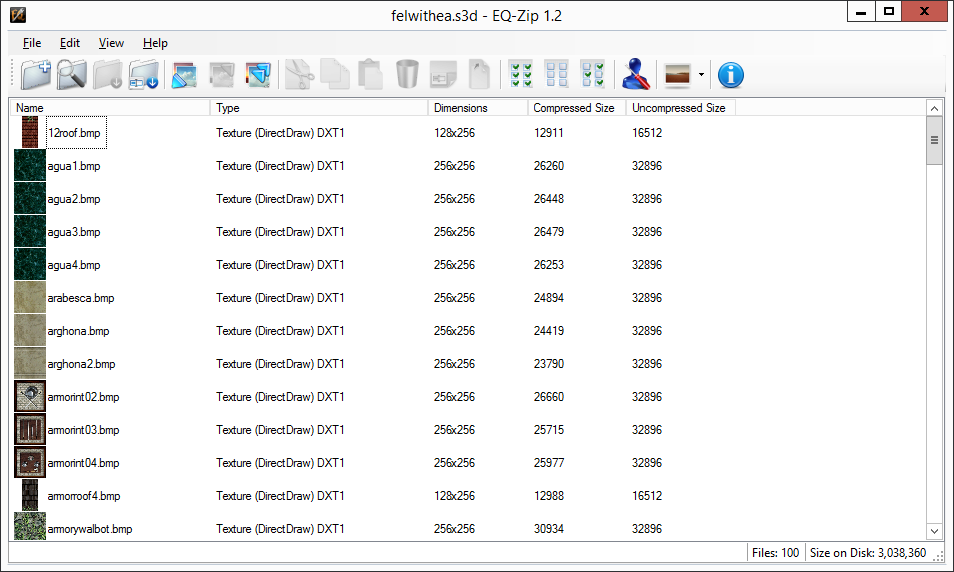 felwithea.s3d - EQ-Zip 1.2
File Edit View Help
Name Type Dimensions Compressed Size Uncompressed Size
12roof.bmp Texture (DirectDraw) DXT1 128x256 12911 16512
agua1.bmp Texture (DirectDraw) DXT1 256x256 26260 32896
agua2.bmp Texture (DirectDraw) DXT1 256x256 26448 32896
agua3.bmp Texture (DirectDraw) DXT1 256x256 26479 32896
agua4.bmp Texture (DirectDraw) DXT1 256x256 26253 32896
arabesca.bmp Texture (DirectDraw) DXT1 256x256 24894 32896
arghona.bmp Texture (DirectDraw) DXT1 256x256 24419 32896
arghona2.bmp Texture (DirectDraw) DXT1 256x256 23790 32896
armorint02.bmp Texture (DirectDraw) DXT1 256x256 26660 32896
armorint03.bmp Texture (DirectDraw) DXT1 256x256 25715 32896
armorint04.bmp Texture (DirectDraw) DXT1 256x256 25977 32896
armorroof4.bmp Texture (DirectDraw) DXT1 128x256 12988 16512
armorywalbot.bmp Texture (DirectDraw) DXT1 256x256 30934 32896
Files: 100 Size on Disk: 3,038,360